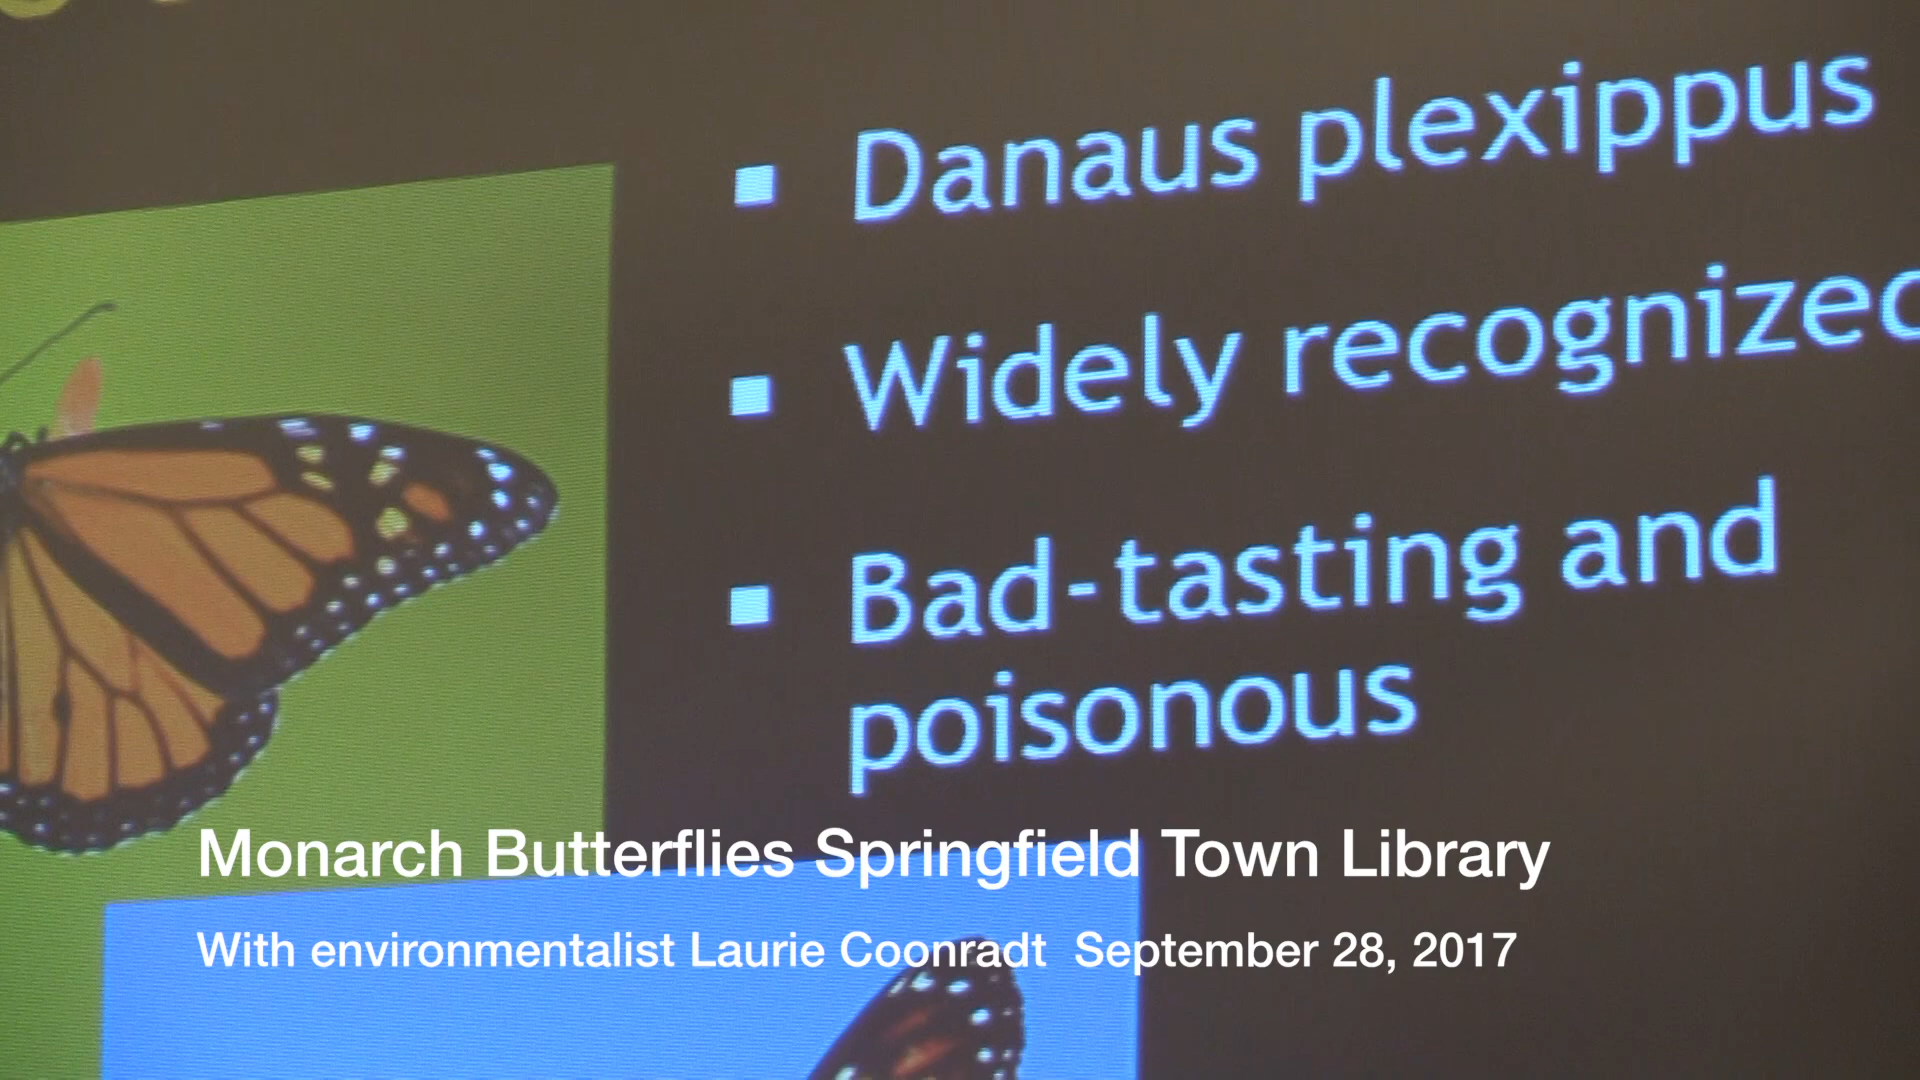 Danaus plexippus
Widely recognized
Bad-tasting and
poisonous
Monarch Butterflies Springfield Town Library
With environmentalist Laurie Coonradt  September 28, 2017